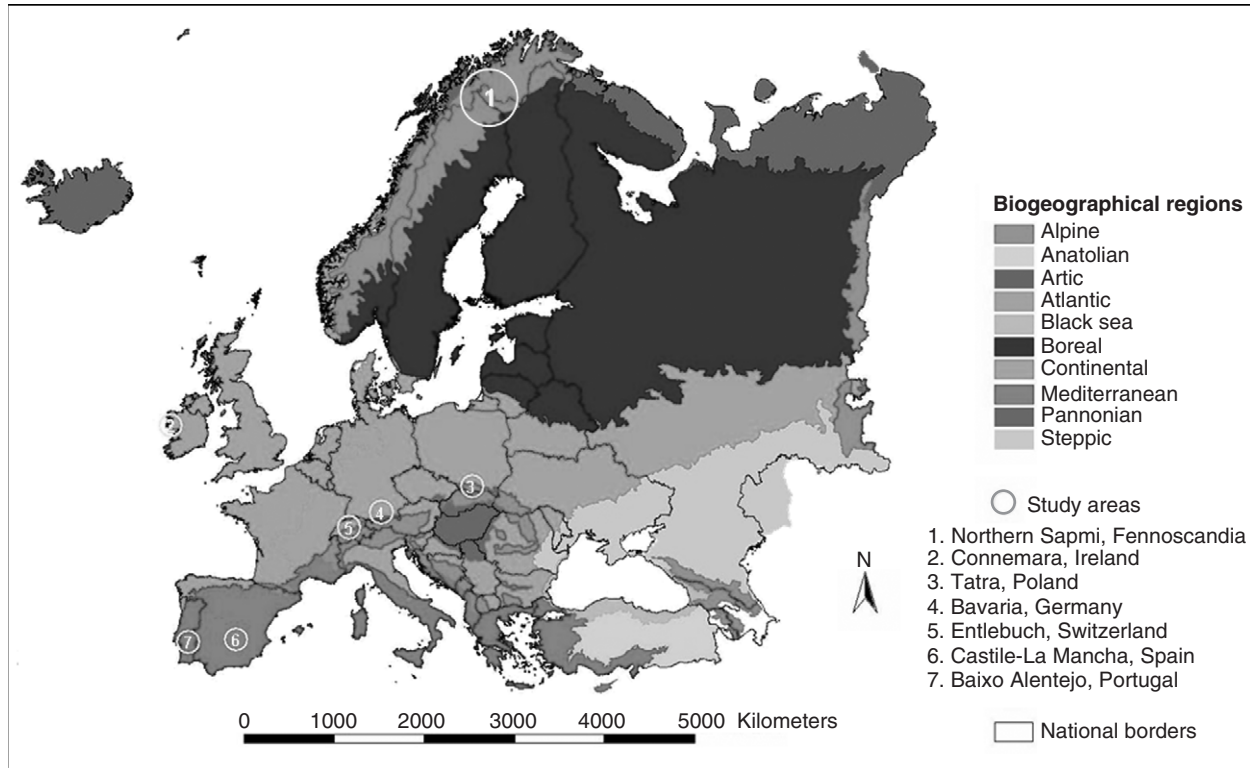 1
2
3
4
5
6
7
Biogeographical regions
Alpine
Anatolian
Artic
Atlantic
Black sea
Boreal
Continental
Mediterranean
Pannonian
Steppic
Study areas
1. Northern Sapmi, Fennoscandia
2. Connemara, Ireland
3. Tatra, Poland
4. Bavaria, Germany
5. Entlebuch, Switzerland
6. Castile-La Mancha, Spain
7. Baixo Alentejo, Portugal
National borders
N
0 1000 2000 3000 4000 5000 Kilometers